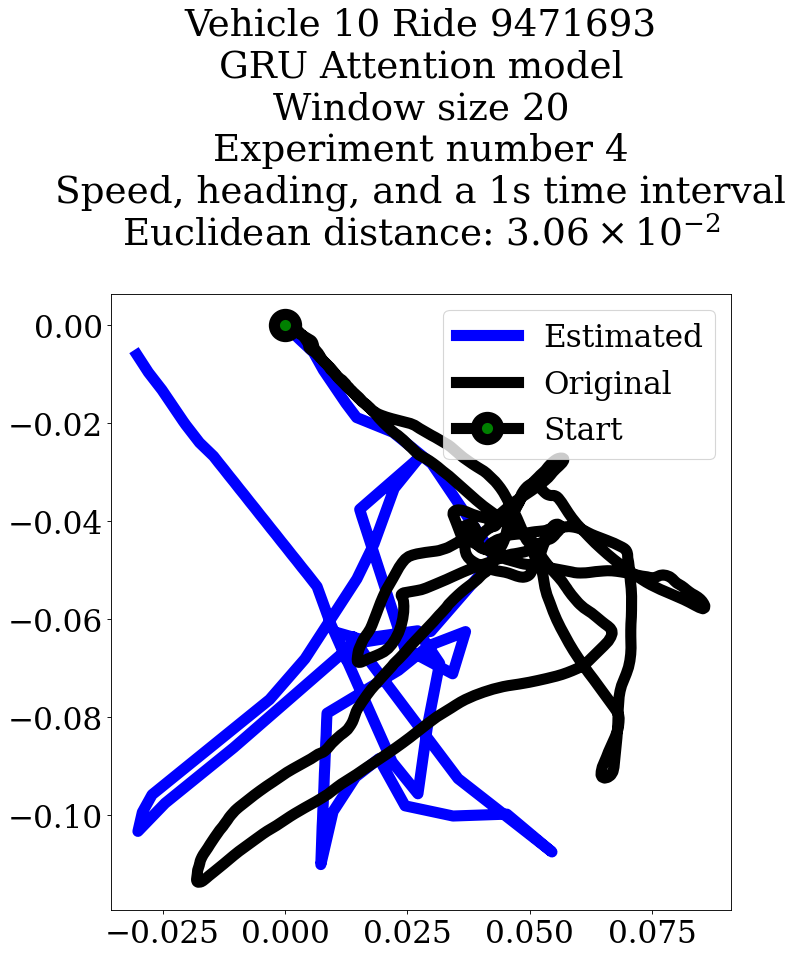 Vehicle 10 Ride 9471693
GRU Attention model
Window size 20
Experiment number 4
Speed, heading, and a 1s time interval
Euclidean distance: 3.06 × 10⁻²
Estimated
Original
Start
0.00
−0.02
−0.04
−0.06
−0.08
−0.10
−0.025 0.000 0.025 0.050 0.075